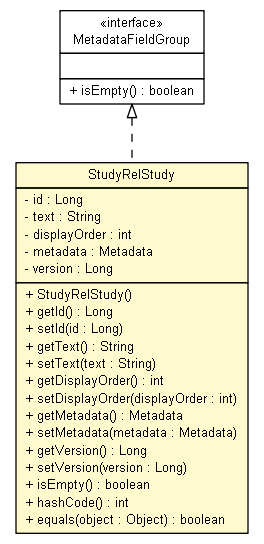 «interface»
MetadataFieldGroup
+ isEmpty() : boolean
StudyRelStudy
- id : Long
- text : String
- displayOrder : int
- metadata : Metadata
- version : Long
+ StudyRelStudy()
+ getId() : Long
+ setId(id : Long)
+ getText() : String
+ setText(text : String)
+ getDisplayOrder() : int
+ setDisplayOrder(displayOrder : int)
+ getMetadata() : Metadata
+ setMetadata(metadata : Metadata)
+ getVersion() : Long
+ setVersion(version : Long)
+ isEmpty() : boolean
+ hashCode() : int
+ equals(object : Object) : boolean